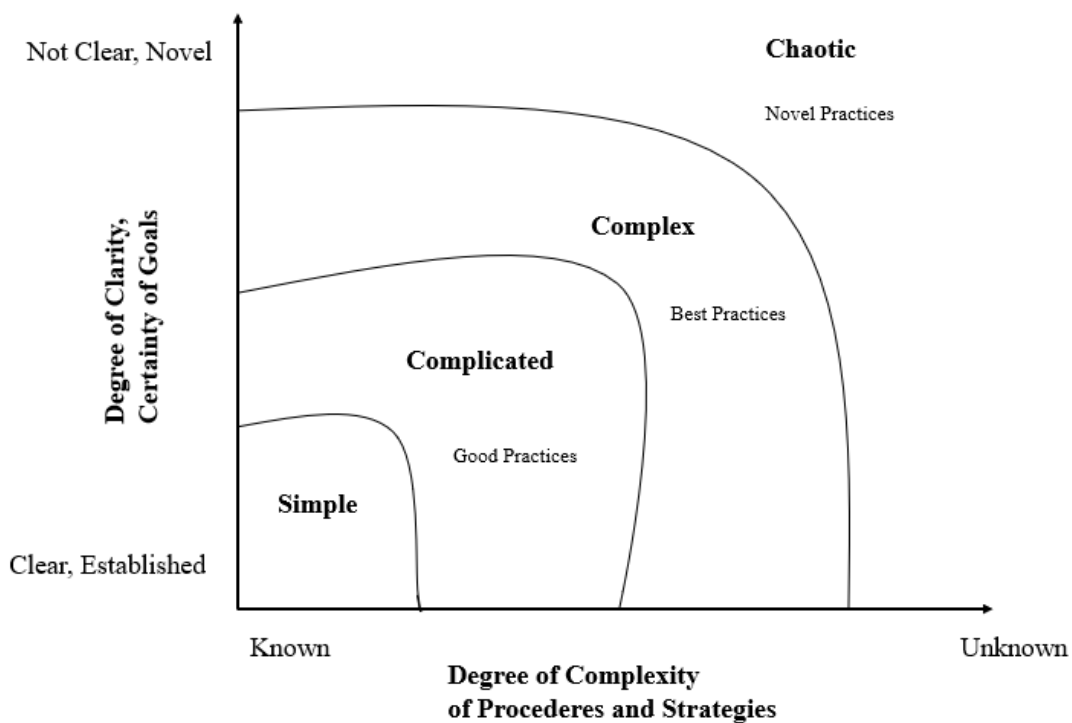 Not Clear, Novel
Chaotic
Novel Practices
Degree of Clarity,
Certainty of Goals
Complex
Best Practices
Complicated
Good Practices
Simple
Clear, Established
Known
Unknown
Degree of Complexity
of Procederes and Strategies